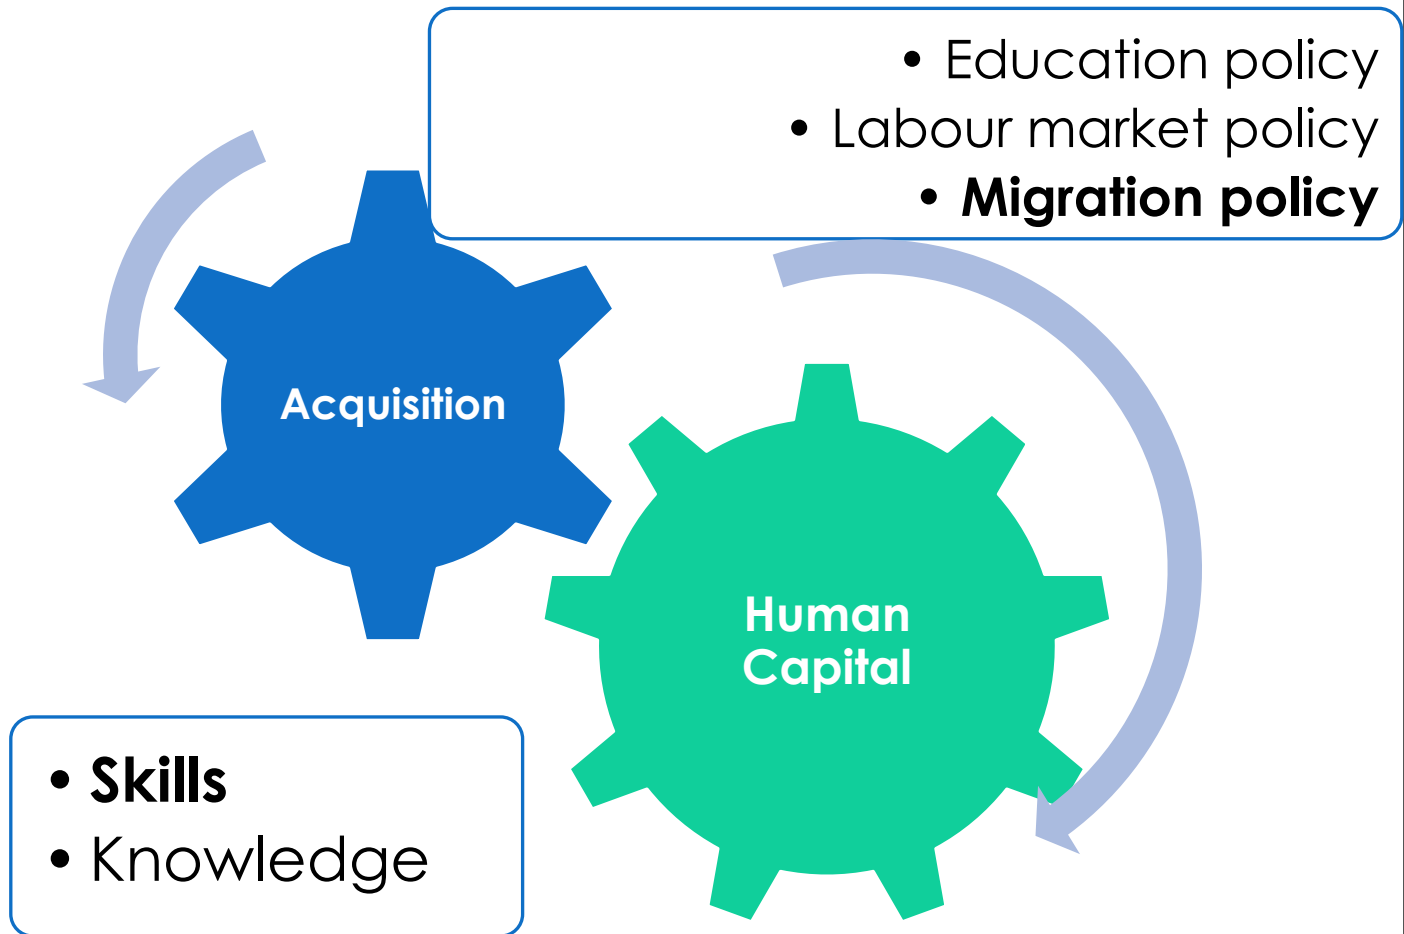 • Education policy
• Labour market policy
• Migration policy
Acquisition
Human
Capital
• Skills
• Knowledge